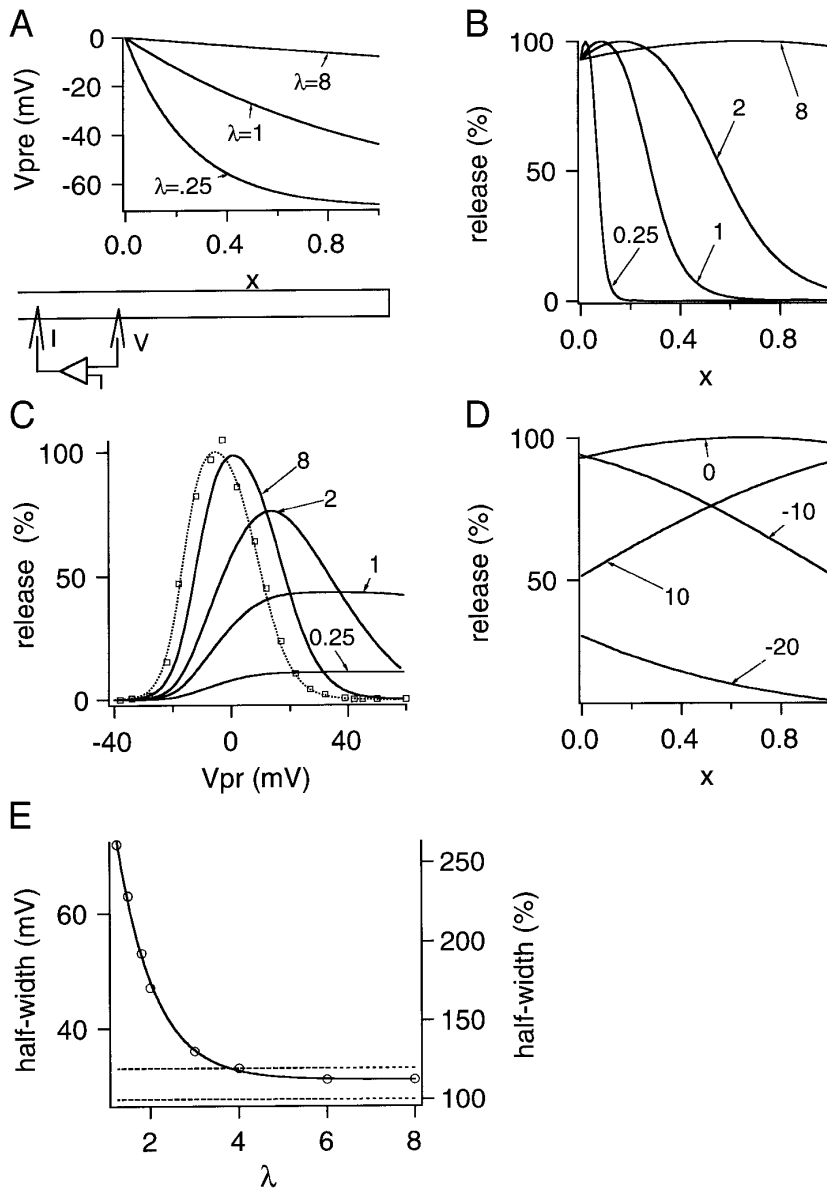 A
Vpre (mV)
0
-20
-40
-60
λ=8
λ=1
λ=.25
0.0
0.4
0.8
x
I
V
B
release (%)
100
50
0
8
2
1
0.25
0.0
0.4
0.8
x
C
release (%)
100
50
0
8
2
1
0.25
-40
0
40
Vpr (mV)
D
release (%)
100
50
0
-10
10
-20
0.0
0.4
0.8
x
E
half-width (mV)
60
40
250
200
150
100
half-width (%)
2
4
6
8
λ